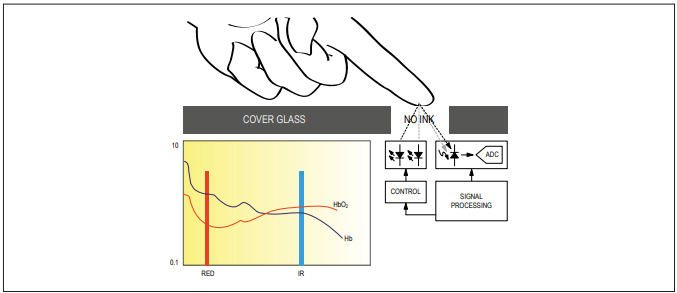 COVER GLASS
NO INK
10
HbO₂
Hb
0.1
RED
IR
ADC
CONTROL
SIGNAL
PROCESSING